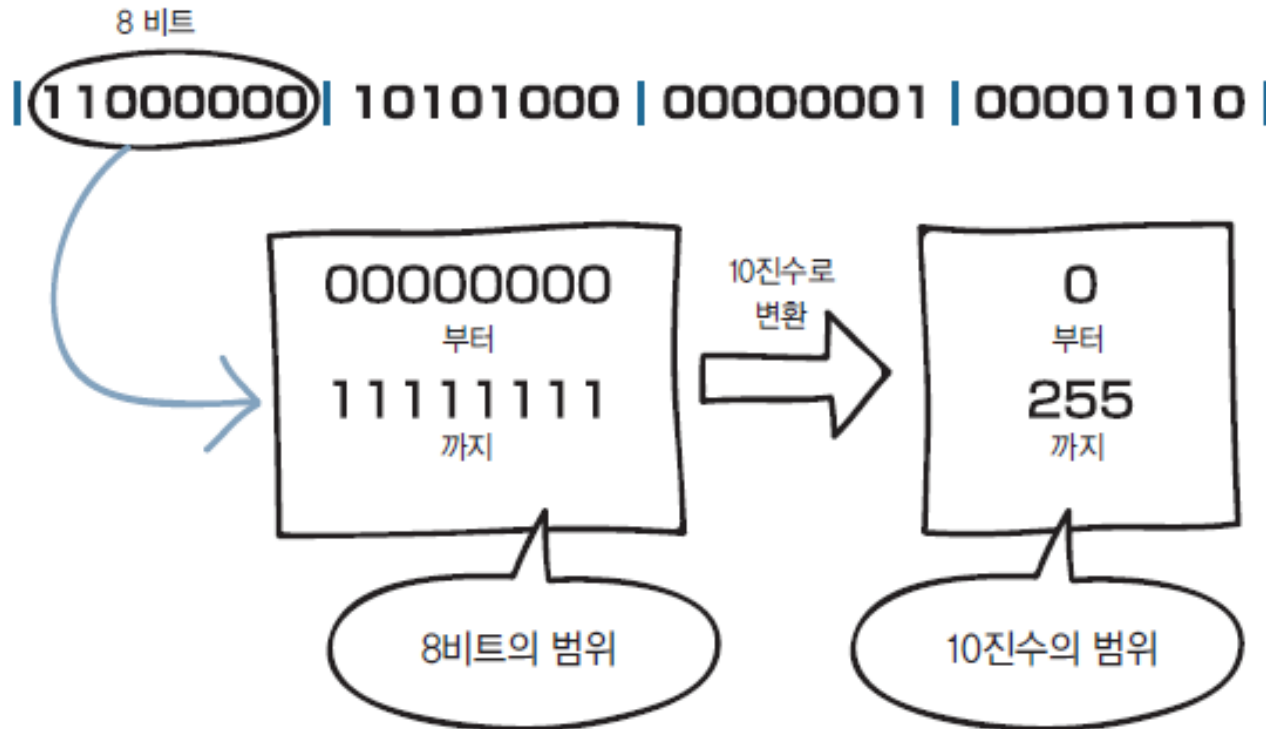 8 비트
| 11000000 | 10101000 | 00000001 | 00001010 |
00000000
부터
11111111
까지
10진수로
변환
0
부터
255
까지
8비트의 범위
10진수의 범위